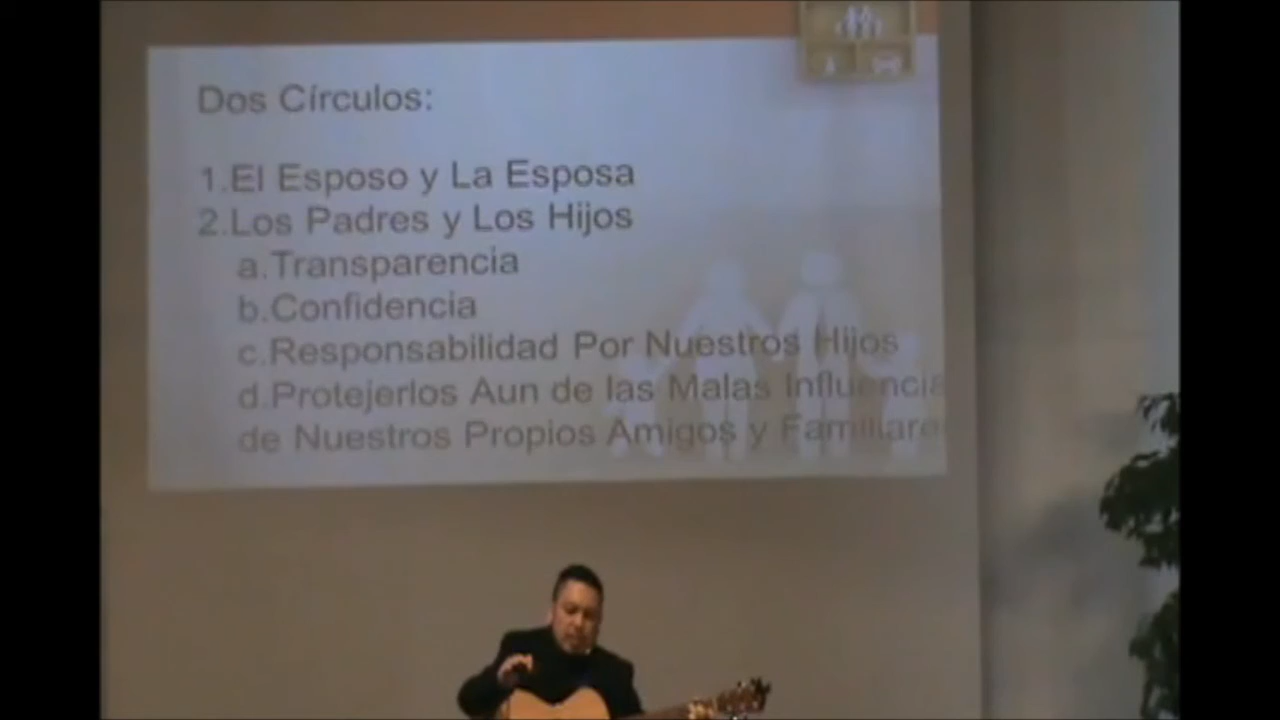 Dos Círculos:
1.El Esposo y La Esposa
2.Los Padres y Los Hijos
a.Transparencia
b.Confidencia
c.Responsabilidad Por Nuestros Hijos
d.Protejerlos Aun de las Malas Influencia
de Nuestros Propios Amigos y Familiare